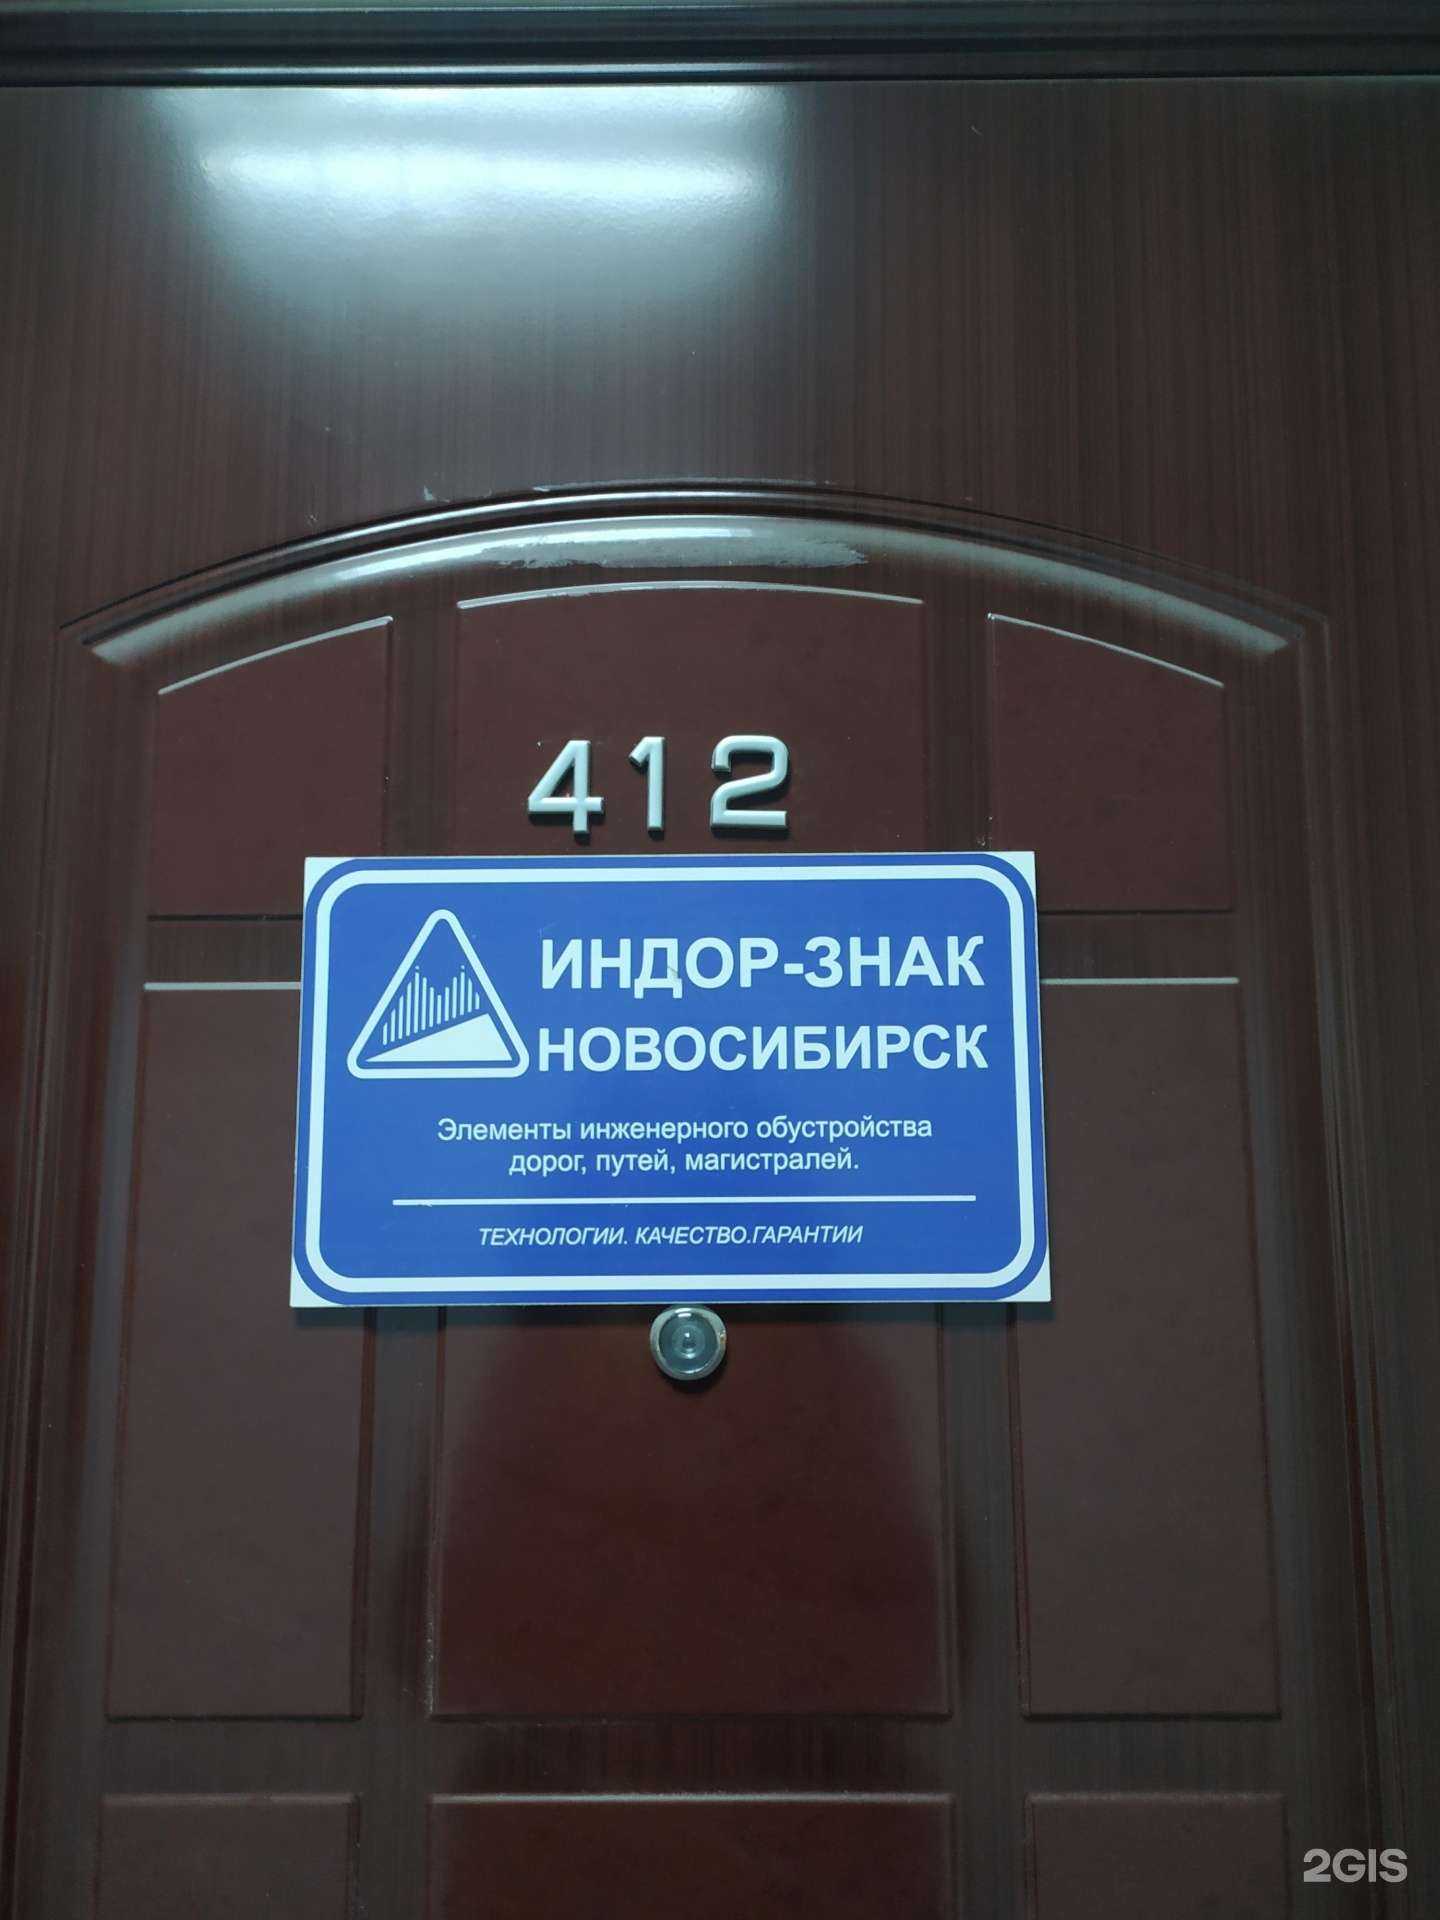 412
ИНДОР-ЗНАК
НОВОСИБИРСК
Элементы инженерного обустройства
дорог, путей, магистралей.
ТЕХНОЛОГИИ. КАЧЕСТВО.ГАРАНТИИ
2GIS